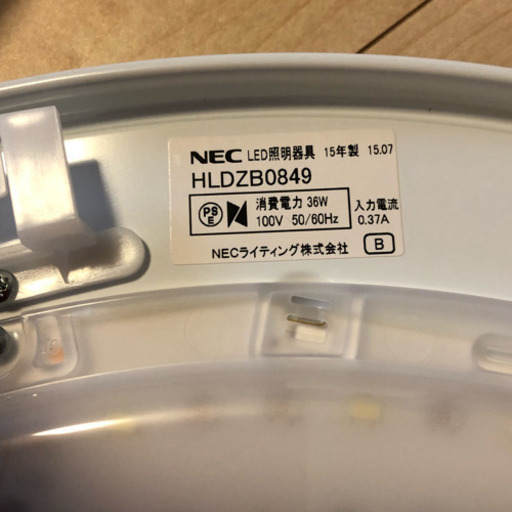 NEC LED照明器具 15年製 15.07
HLDZB0849
PS E 消費電力 36W 入力電流
100V 50/60Hz 0.37A
NECライティング株式会社 B